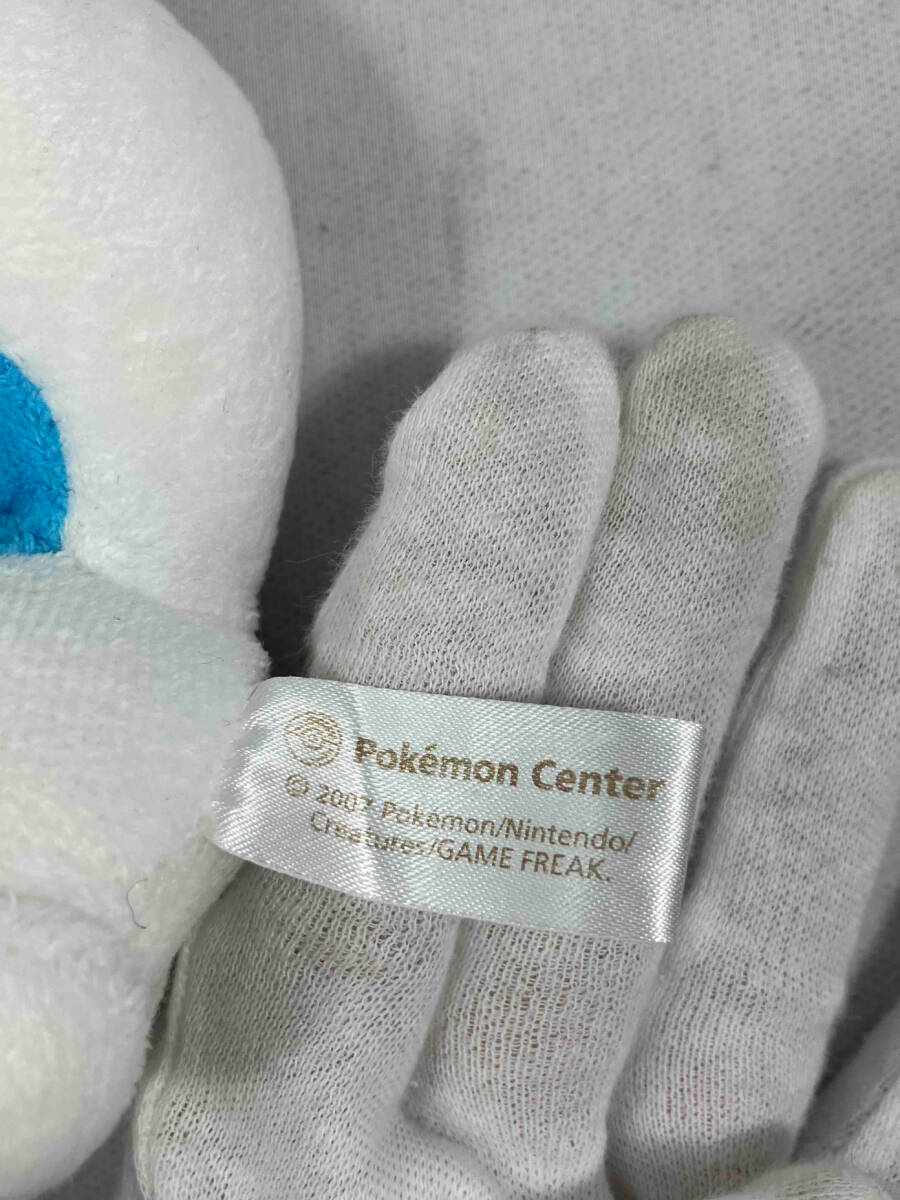 Pokémon Center
© 2007 Pokémon/Nintendo/
Creatures/GAME FREAK.